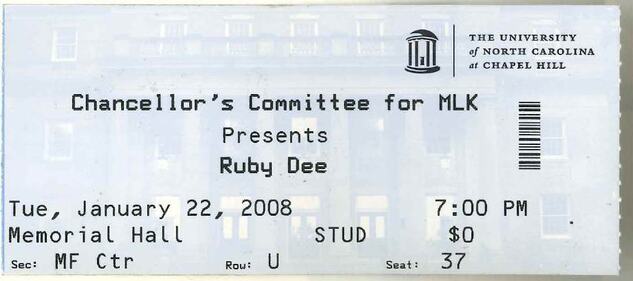 THE UNIVERSITY
of NORTH CAROLINA
at CHAPEL HILL
Chancellor's Committee for MLK
Presents
Ruby Dee
Tue, January 22, 2008 7:00 PM
Memorial Hall STUD $0
Sec: MF Ctr Row: U Seat: 37